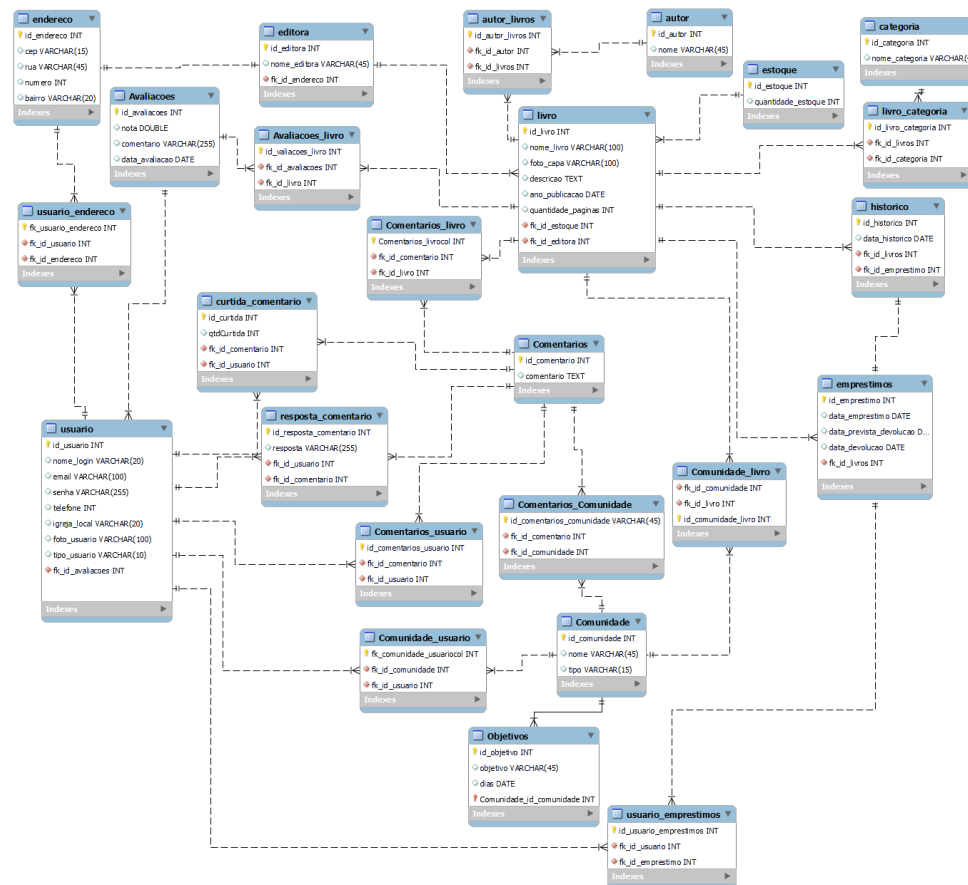 endereco
id_endereco INT
cep VARCHAR(15)
rua VARCHAR(45)
numero INT
bairro VARCHAR(20)
Indexes
editora
id_editora INT
nome_editora VARCHAR(45)
fk_id_endereco INT
Indexes
autor_livros
id_autor_livros INT
fk_id_autor INT
fk_id_livros INT
Indexes
autor
id_autor INT
nome VARCHAR(45)
Indexes
categoria
id_categoria INT
nome_categoria VARCHAR(
Indexes
estoque
id_estoque INT
quantidade_estoque INT
Indexes
Avaliacoes
id_avaliacoes INT
nota DOUBLE
comentario VARCHAR(255)
data_avaliacao DATE
Indexes
Avaliacoes_livro
id_valiacoes_livro INT
fk_id_avaliacoes INT
fk_id_livro INT
Indexes
livro
id_livro INT
nome_livro VARCHAR(100)
foto_capa VARCHAR(100)
descricao TEXT
ano_publicacao DATE
quantidade_paginas INT
fk_id_estoque INT
fk_id_editora INT
Indexes
livro_categoria
id_livro_categoria INT
fk_id_livros INT
fk_id_categoria INT
Indexes
usuario_endereco
fk_usuario_endereco INT
fk_id_usuario INT
fk_id_endereco INT
Indexes
Comentarios_livro
Comentarios_livrocol INT
fk_id_comentario INT
fk_id_livro INT
Indexes
historico
id_historico INT
data_historico DATE
fk_id_livros INT
fk_id_emprestimo INT
Indexes
curtida_comentario
id_curtida INT
qtdCurtida INT
fk_id_comentario INT
fk_id_usuario INT
Indexes
Comentarios
id_comentario INT
comentario TEXT
Indexes
emprestimos
id_emprestimo INT
data_emprestimo DATE
data_prevista_devolucao D...
data_devolucao DATE
fk_id_livros INT
Indexes
usuario
id_usuario INT
nome_login VARCHAR(20)
email VARCHAR(100)
senha VARCHAR(255)
telefone INT
igreja_local VARCHAR(20)
foto_usuario VARCHAR(100)
tipo_usuario VARCHAR(10)
fk_id_avaliacoes INT
Indexes
resposta_comentario
id_resposta_comentario INT
resposta VARCHAR(255)
fk_id_usuario INT
fk_id_comentario INT
Indexes
Comunidade_livro
fk_id_comunidade INT
fk_id_livro INT
id_comunidade_livro INT
Indexes
Comentarios_Comunidade
id_comentarios_comunidade VARCHAR(45)
fk_id_comentario INT
fk_id_comunidade INT
Indexes
Comentarios_usuario
id_comentarios_usuario INT
fk_id_comentario INT
fk_id_usuario INT
Indexes
Comunidade
id_comunidade INT
nome VARCHAR(45)
tipo VARCHAR(15)
Indexes
Comunidade_usuario
fk_comunidade_usuariocol INT
fk_id_comunidade INT
fk_id_usuario INT
Indexes
Objetivos
id_objetivo INT
objetivo VARCHAR(45)
dias DATE
Comunidade_id_comunidade INT
Indexes
usuario_emprestimos
id_usuario_emprestimos INT
fk_id_usuario INT
fk_id_emprestimo INT
Indexes